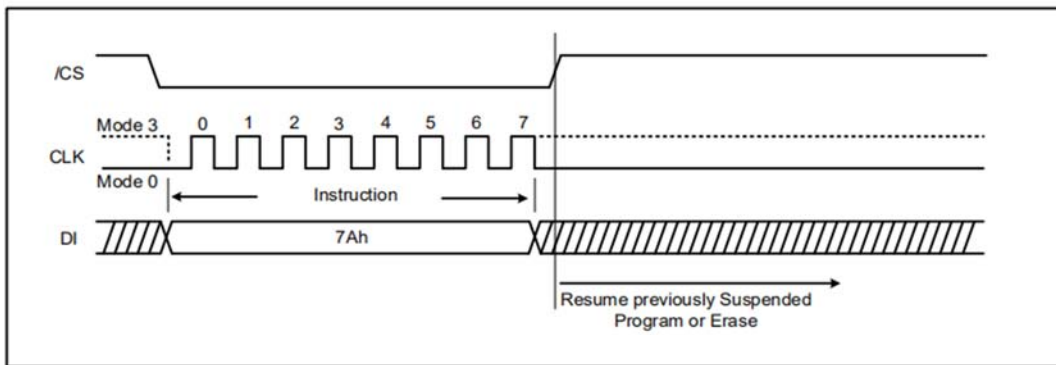 /CS
Mode 3
0 1 2 3 4 5 6 7
CLK
Mode 0
Instruction
DI
7Ah
Resume previously Suspended
Program or Erase